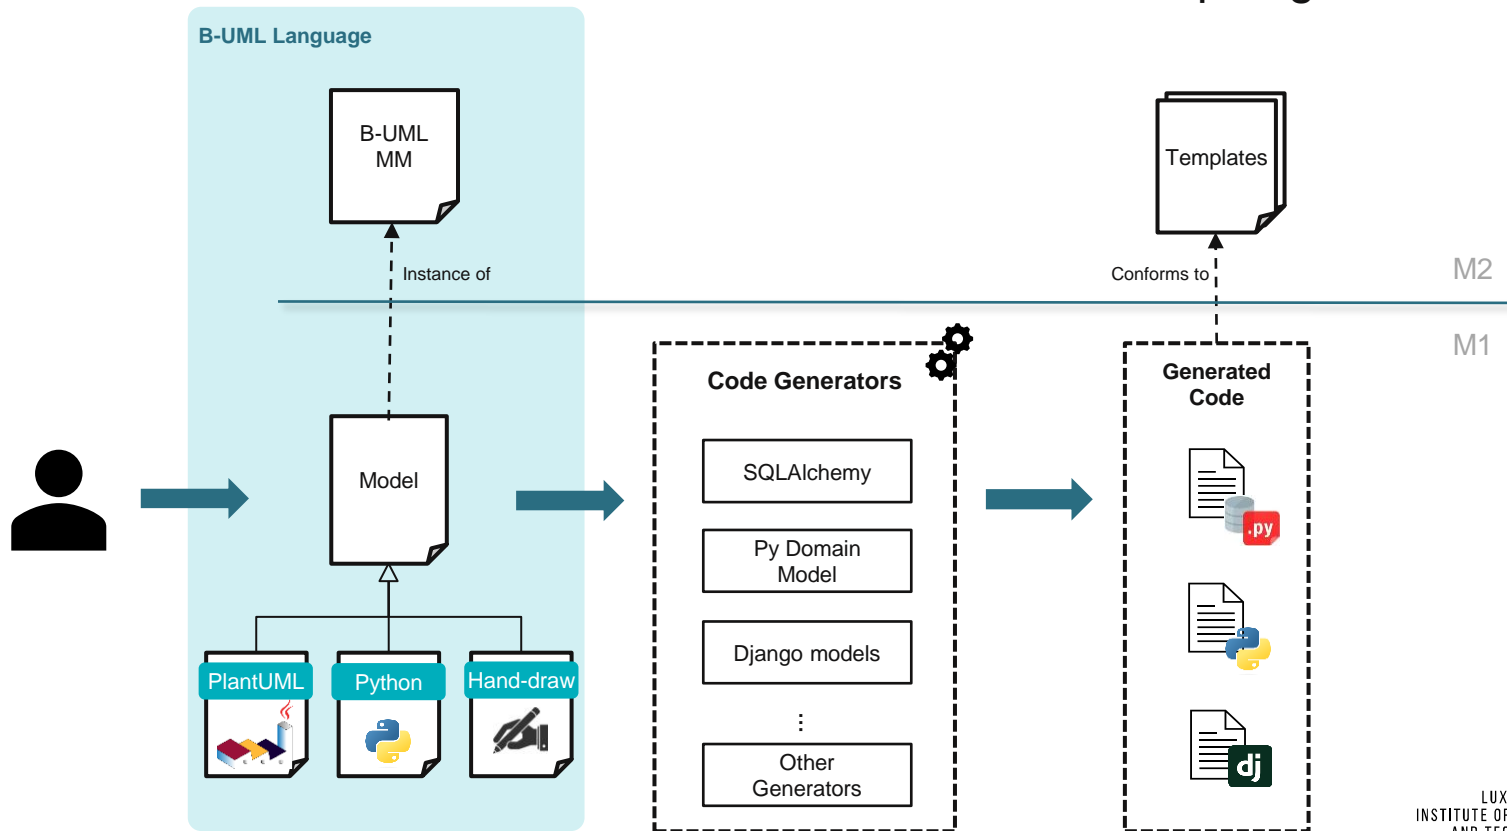 B-UML Language
B-UML
MM
Templates
Instance of
Conforms to
M2
M1
Code Generators
Generated
Code
Model
SQLAlchemy
Py Domain
Model
Django models
⋮
Other
Generators
PlantUML
Python
Hand-draw
.py
dj
LUX
INSTITUTE OF